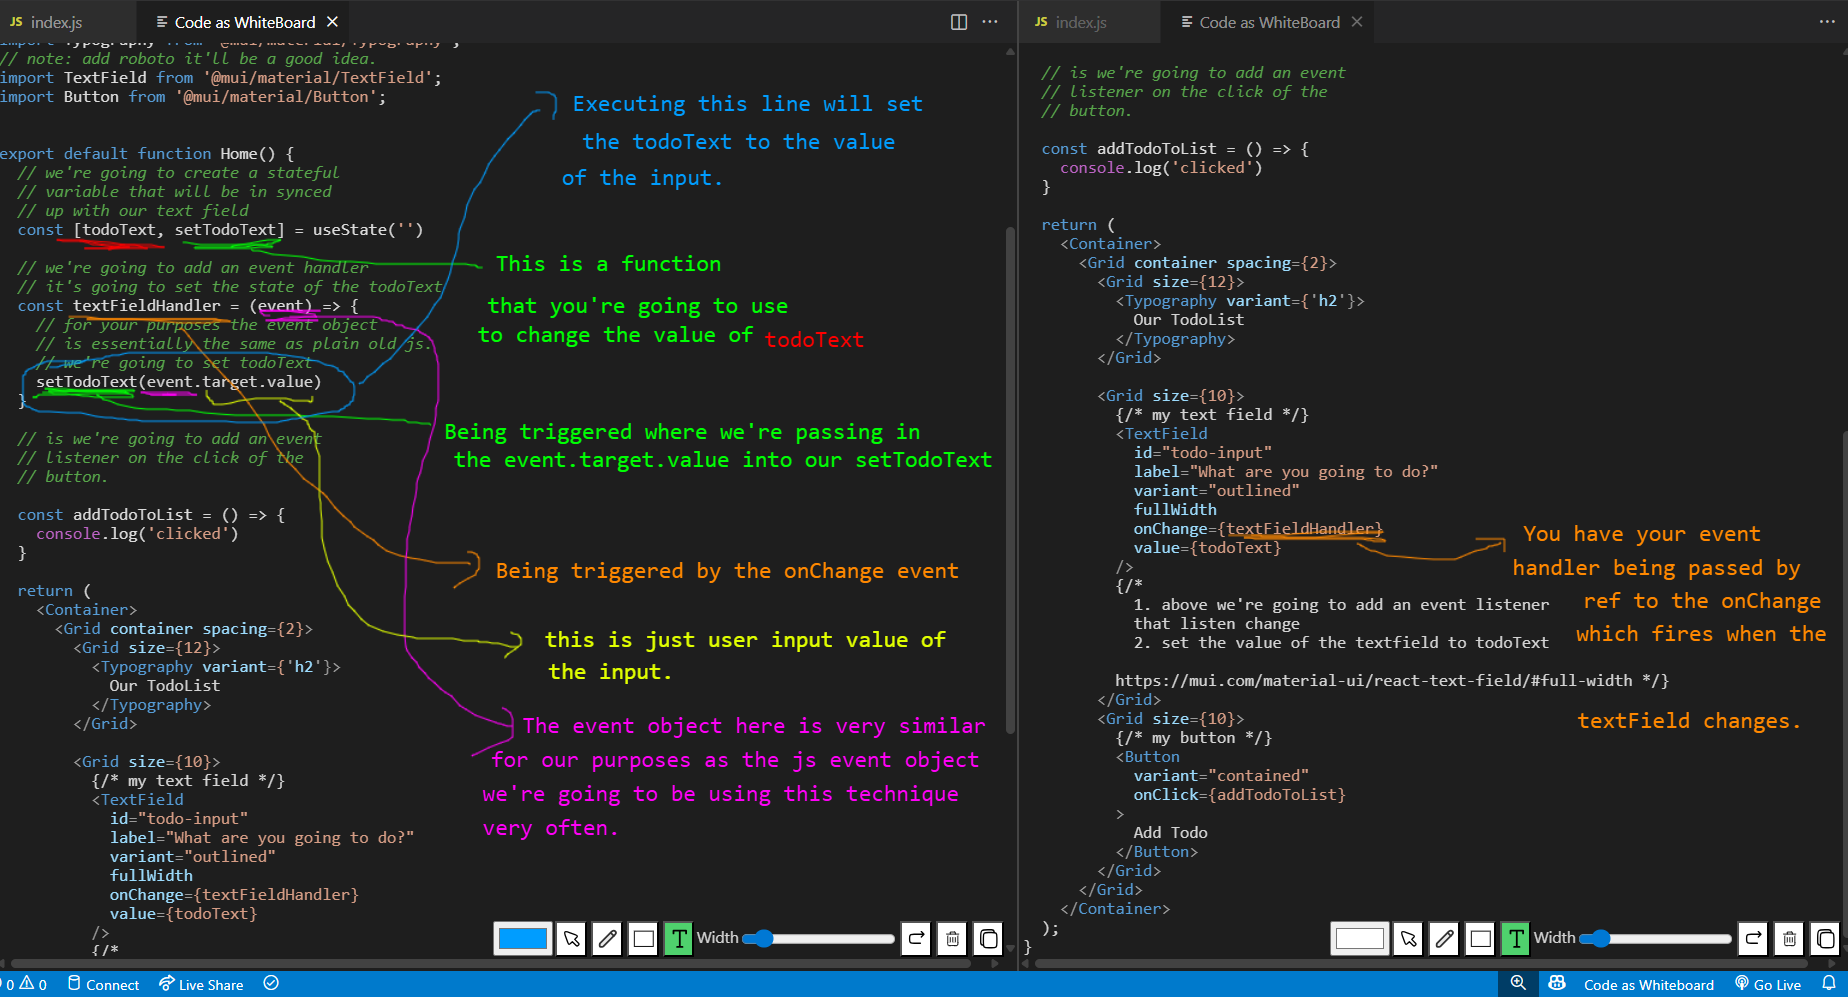 JS index.js
Code as WhiteBoard
import Typography from '@mui/material/Typography';
// note: add roboto it'll be a good idea.
import TextField from '@mui/material/TextField';
import Button from '@mui/material/Button';
export default function Home() {
// we're going to create a stateful
// variable that will be in synced
// up with our text field
const [todoText, setTodoText] = useState('')
// we're going to add an event handler
// it's going to set the state of the todoText
const textFieldHandler = (event) => {
// for your purposes the event object
// is essentially the same as plain old js.
// we're going to set todoText
setTodoText(event.target.value)
}
// is we're going to add an event
// listener on the click of the
// button.
const addTodoToList = () => {
console.log('clicked')
}
return (
<Container>
<Grid container spacing={2}>
<Grid size={12}>
<Typography variant={'h2'}>
Our TodoList
</Typography>
</Grid>
<Grid size={10}>
{/* my text field */}
<TextField
id="todo-input"
label="What are you going to do?"
variant="outlined"
fullWidth
onChange={textFieldHandler}
value={todoText}
/>
{/*
Executing this line will set
the todoText to the value
of the input.
This is a function
that you're going to use
to change the value of todoText
Being triggered where we're passing in
the event.target.value into our setTodoText
Being triggered by the onChange event
this is just user input value of
the input.
The event object here is very similar
for our purposes as the js event object
we're going to be using this technique
very often.
T Width
JS index.js
Code as WhiteBoard
// is we're going to add an event
// listener on the click of the
// button.
const addTodoToList = () => {
console.log('clicked')
}
return (
<Container>
<Grid container spacing={2}>
<Grid size={12}>
<Typography variant={'h2'}>
Our TodoList
</Typography>
</Grid>
<Grid size={10}>
{/* my text field */}
<TextField
id="todo-input"
label="What are you going to do?"
variant="outlined"
fullWidth
onChange={textFieldHandler}
value={todoText}
/>
{/*
1. above we're going to add an event listener
that listen change
2. set the value of the textfield to todoText
https://mui.com/material-ui/react-text-field/#full-width */}
</Grid>
<Grid size={10}>
{/* my button */}
<Button
variant="contained"
onClick={addTodoToList}
>
Add Todo
</Button>
</Grid>
</Grid>
</Container>
);
}
You have your event
handler being passed by
ref to the onChange
which fires when the
textField changes.
T Width
0 0 Connect Live Share
Code as Whiteboard Go Live